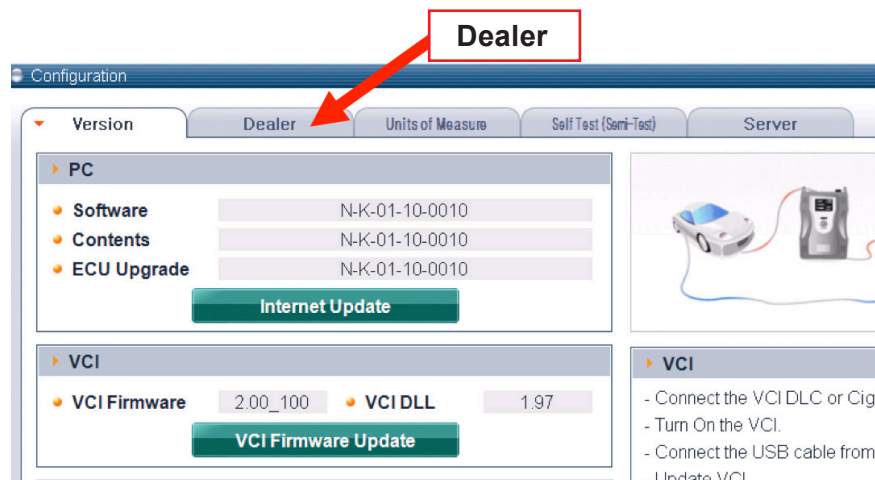 Dealer
Configuration
Version Dealer Units of Measure Self Test (Semi-Test) Server
PC
Software N-K-01-10-0010
Contents N-K-01-10-0010
ECU Upgrade N-K-01-10-0010
Internet Update
VCI
VCI Firmware 2.00_100 VCI DLL 1.97
VCI Firmware Update
VCI
- Connect the VCI DLC or Cig
- Turn On the VCI.
- Connect the USB cable from
Update VCI